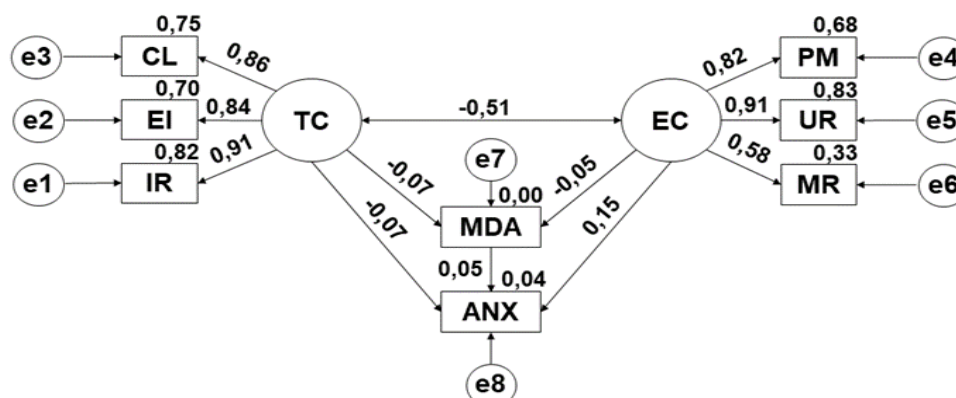 0,75 0,68
e3 CL 0,86 0,82 PM e4
0,70 0,83
e2 EI 0,84 TC -0,51 EC 0,91 UR e5
0,82 0,91 e7 0,58 0,33
e1 IR -0,07 0,00 -0,05 MR e6
-0,07 MDA 0,15
0,05 0,04
ANX
e8